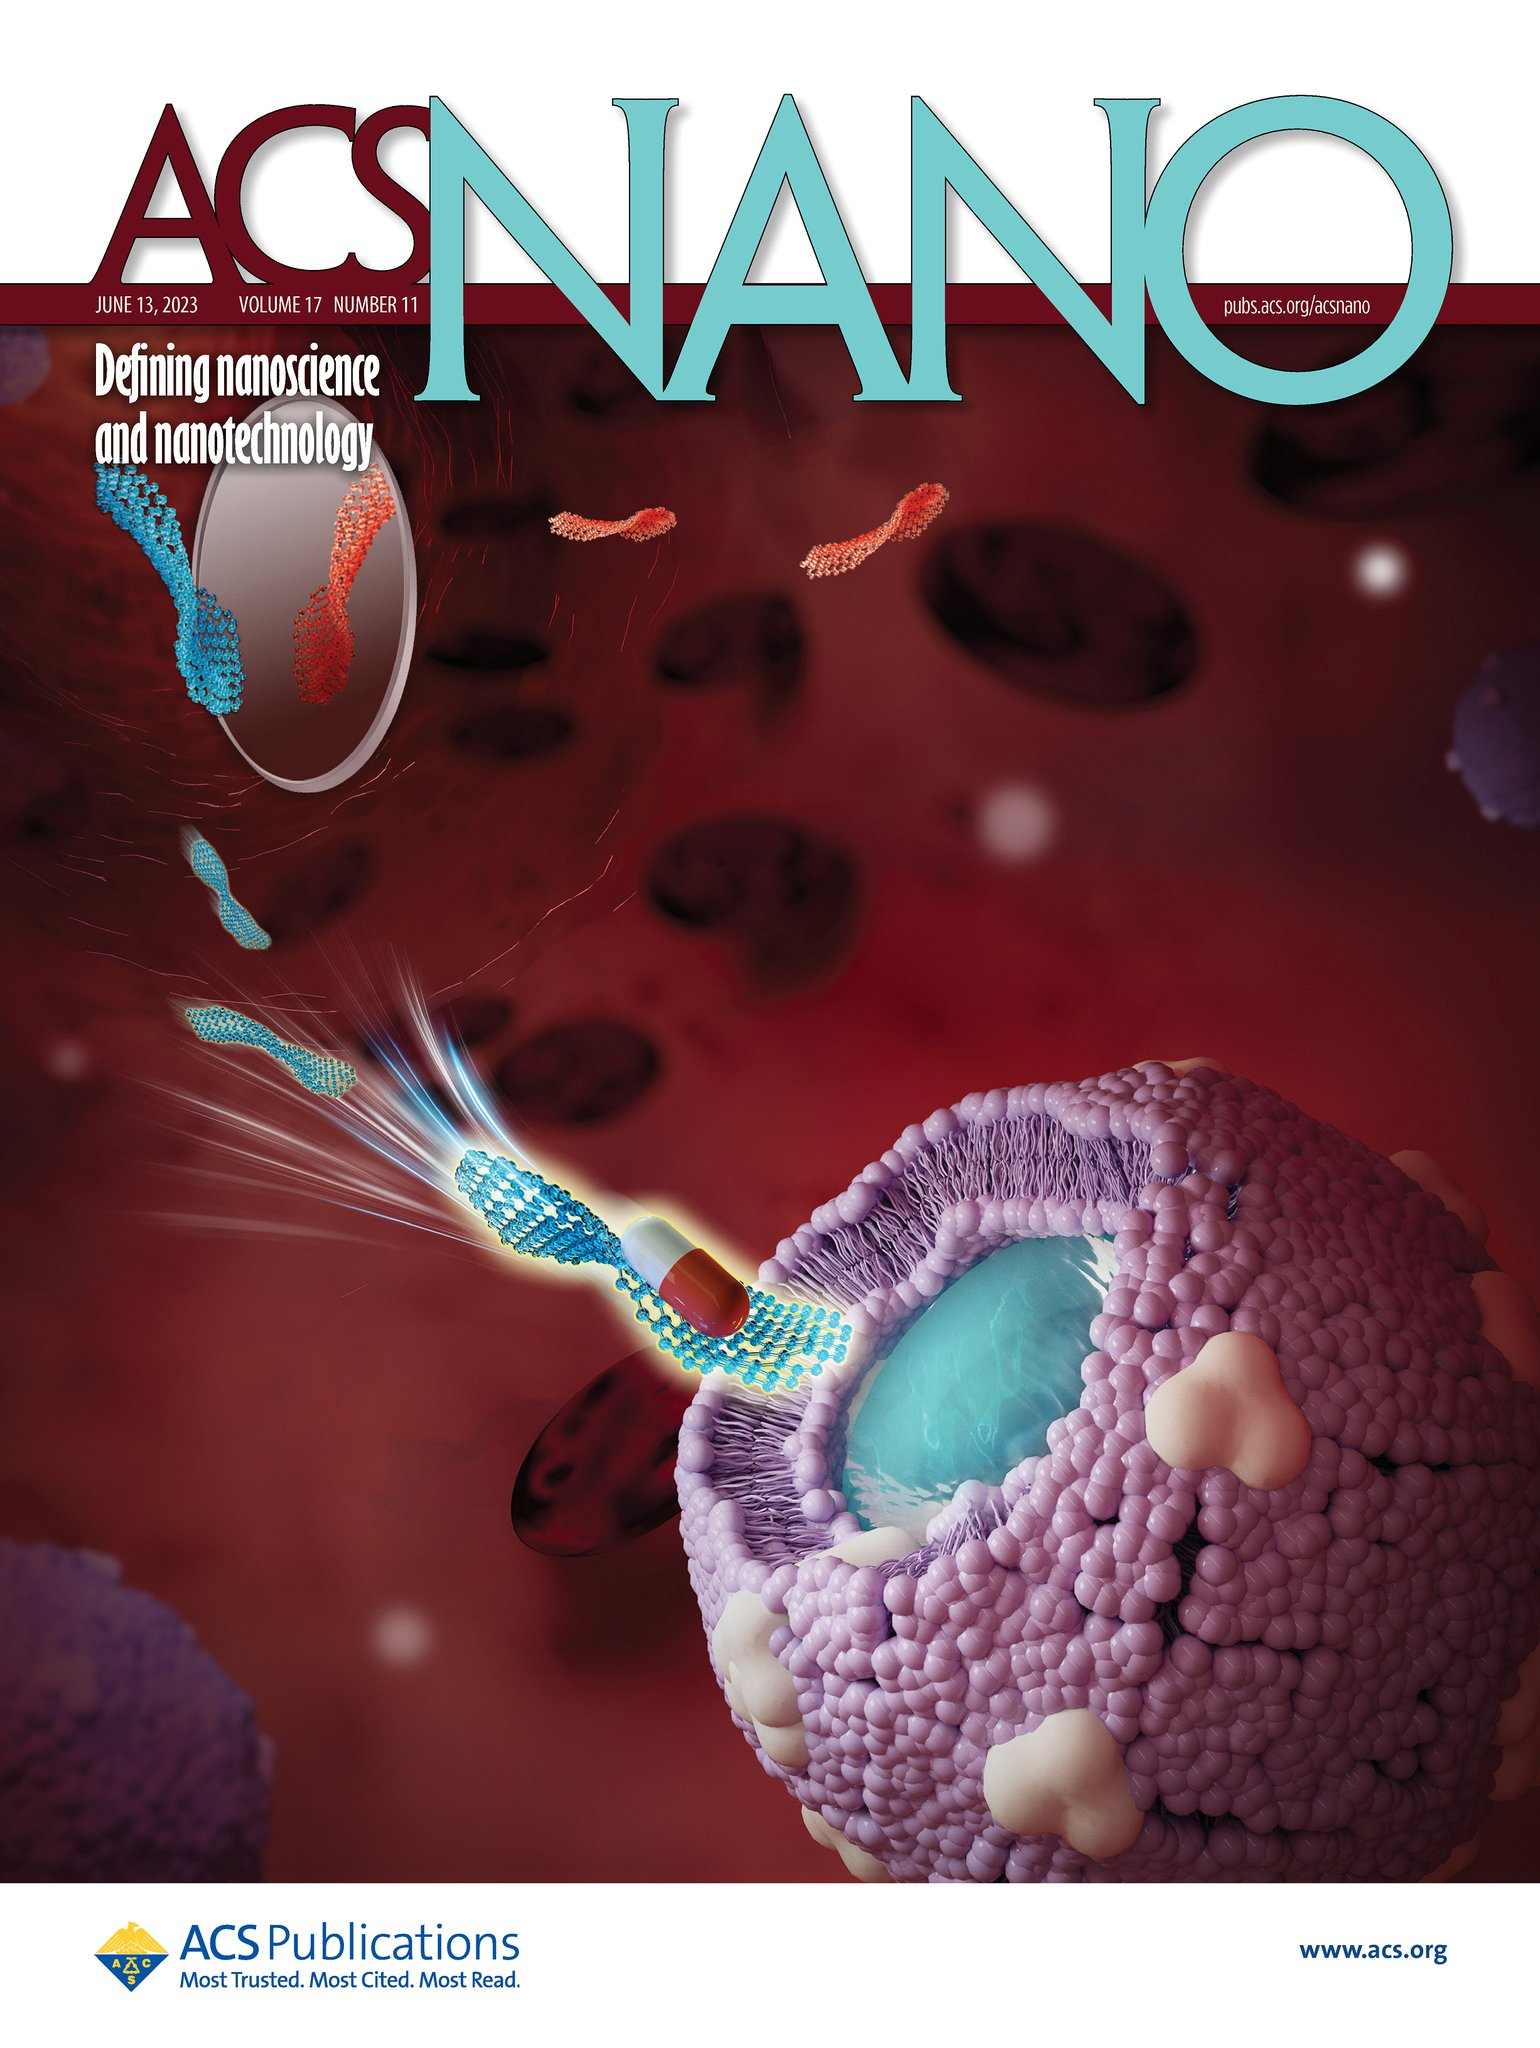 ACS NANO
JUNE 13, 2023 VOLUME 17 NUMBER 11
pubs.acs.org/acsnano
Defining nanoscience
and nanotechnology
A C S
ACS Publications
Most Trusted. Most Cited. Most Read.
www.acs.org